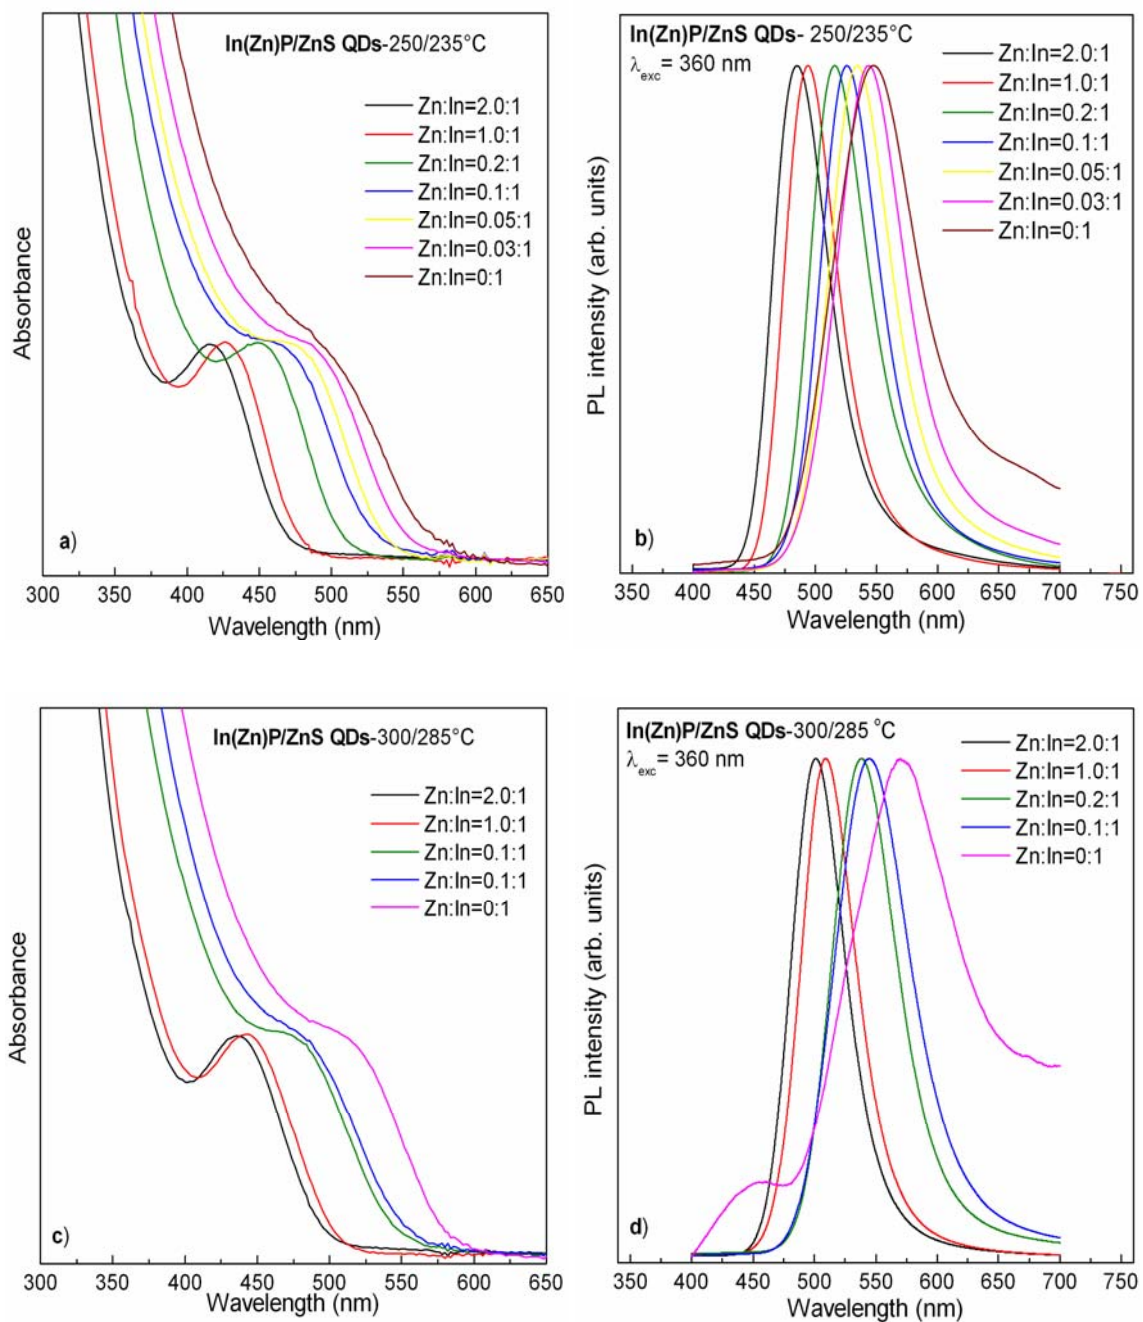 In(Zn)P/ZnS QDs-250/235°C
Zn:In=2.0:1
Zn:In=1.0:1
Zn:In=0.2:1
Zn:In=0.1:1
Zn:In=0.05:1
Zn:In=0.03:1
Zn:In=0:1
Absorbance
a)
300 350 400 450 500 550 600 650
Wavelength (nm)
In(Zn)P/ZnS QDs- 250/235°C
λexc = 360 nm
Zn:In=2.0:1
Zn:In=1.0:1
Zn:In=0.2:1
Zn:In=0.1:1
Zn:In=0.05:1
Zn:In=0.03:1
Zn:In=0:1
PL intensity (arb. units)
b)
350 400 450 500 550 600 650 700 750
Wavelength (nm)
In(Zn)P/ZnS QDs-300/285°C
Zn:In=2.0:1
Zn:In=1.0:1
Zn:In=0.1:1
Zn:In=0.1:1
Zn:In=0:1
Absorbance
c)
300 350 400 450 500 550 600 650
Wavelength (nm)
In(Zn)P/ZnS QDs-300/285 °C
λexc = 360 nm
Zn:In=2.0:1
Zn:In=1.0:1
Zn:In=0.2:1
Zn:In=0.1:1
Zn:In=0:1
PL intensity (arb. units)
d)
350 400 450 500 550 600 650 700 750
Wavelength (nm)